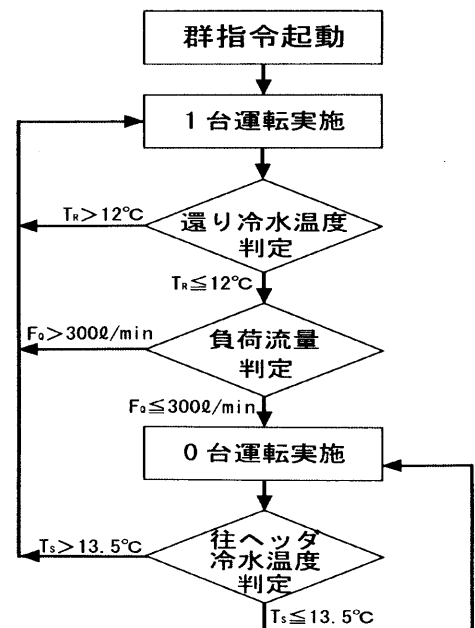 群指令起動
1台運転実施
還り冷水温度
判定
TR>12℃
TR≦12℃
負荷流量
判定
FQ>300ℓ/min
FQ≦300ℓ/min
0台運転実施
往ヘッダ
冷水温度
判定
TS>13.5℃
TS≦13.5℃